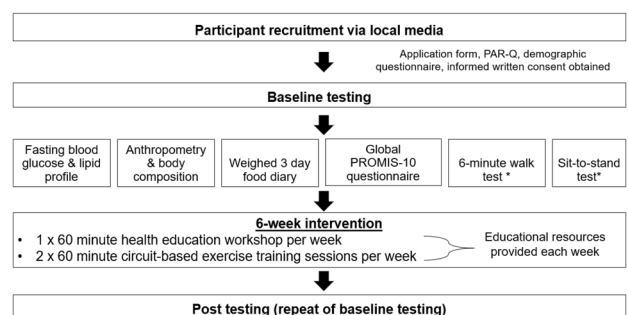 Participant recruitment via local media
Application form, PAR-Q, demographic
questionnaire, informed written consent obtained
Baseline testing
Fasting blood
glucose & lipid
profile
Anthropometry
& body
composition
Weighed 3 day
food diary
Global
PROMIS-10
questionnaire
6-minute walk
test *
Sit-to-stand
test*
6-week intervention
• 1 x 60 minute health education workshop per week
• 2 x 60 minute circuit-based exercise training sessions per week
Educational resources
provided each week
Post testing (repeat of baseline testing)